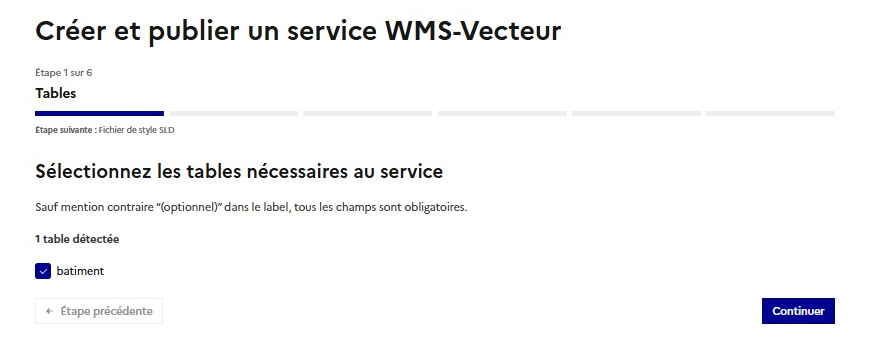 Créer et publier un service WMS-Vecteur
Étape 1 sur 6
Tables
Étape suivante : Fichier de style SLD
Sélectionnez les tables nécessaires au service
Sauf mention contraire “(optionnel)” dans le label, tous les champs sont obligatoires.
1 table détectée
batiment
Étape précédente
Continuer